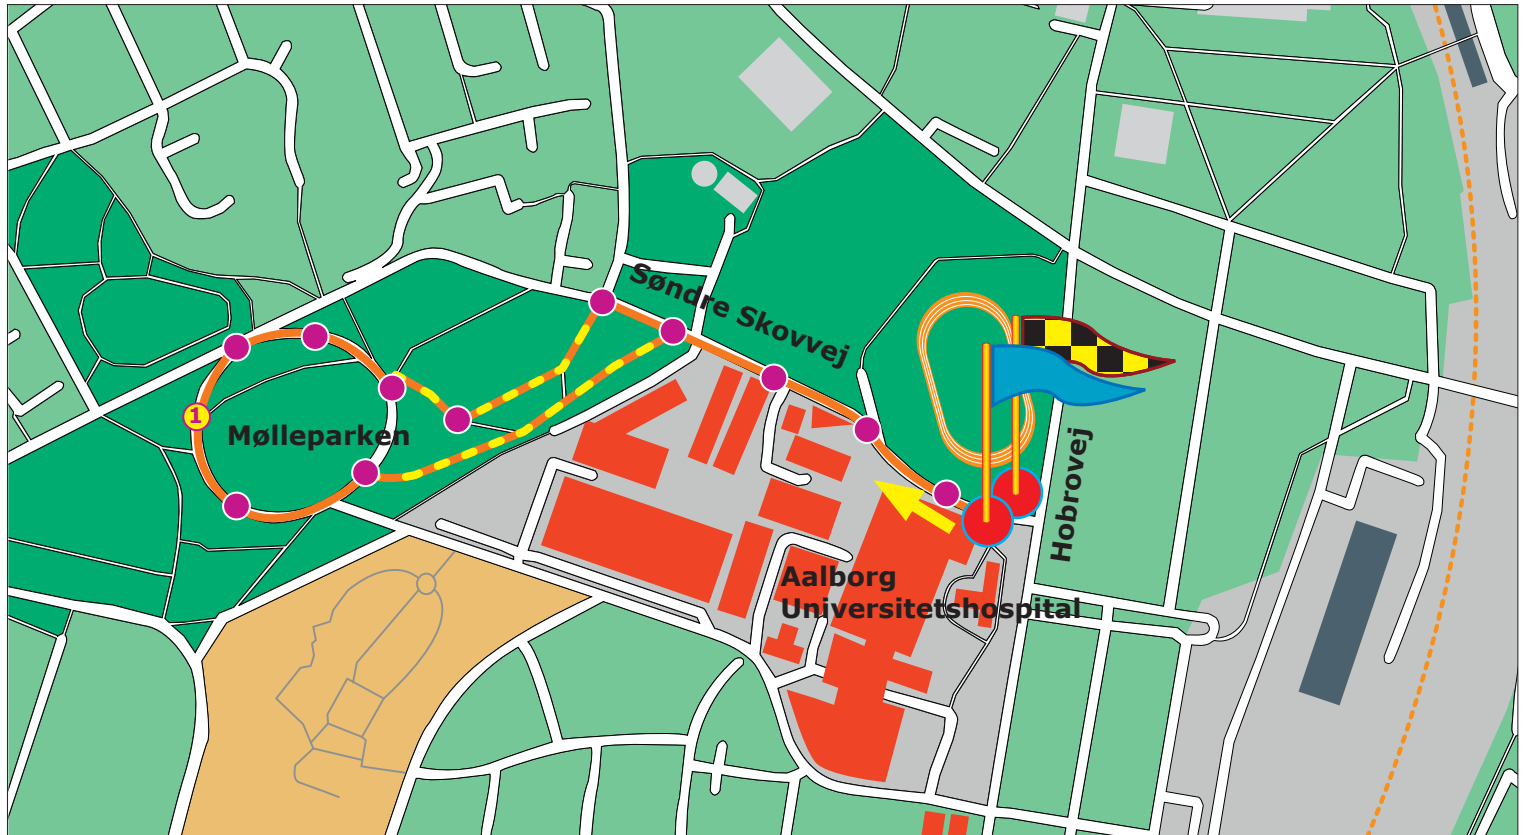 Søndre Skovvej
1
Mølleparken
Hobrovej
Aalborg
Universitetshospital